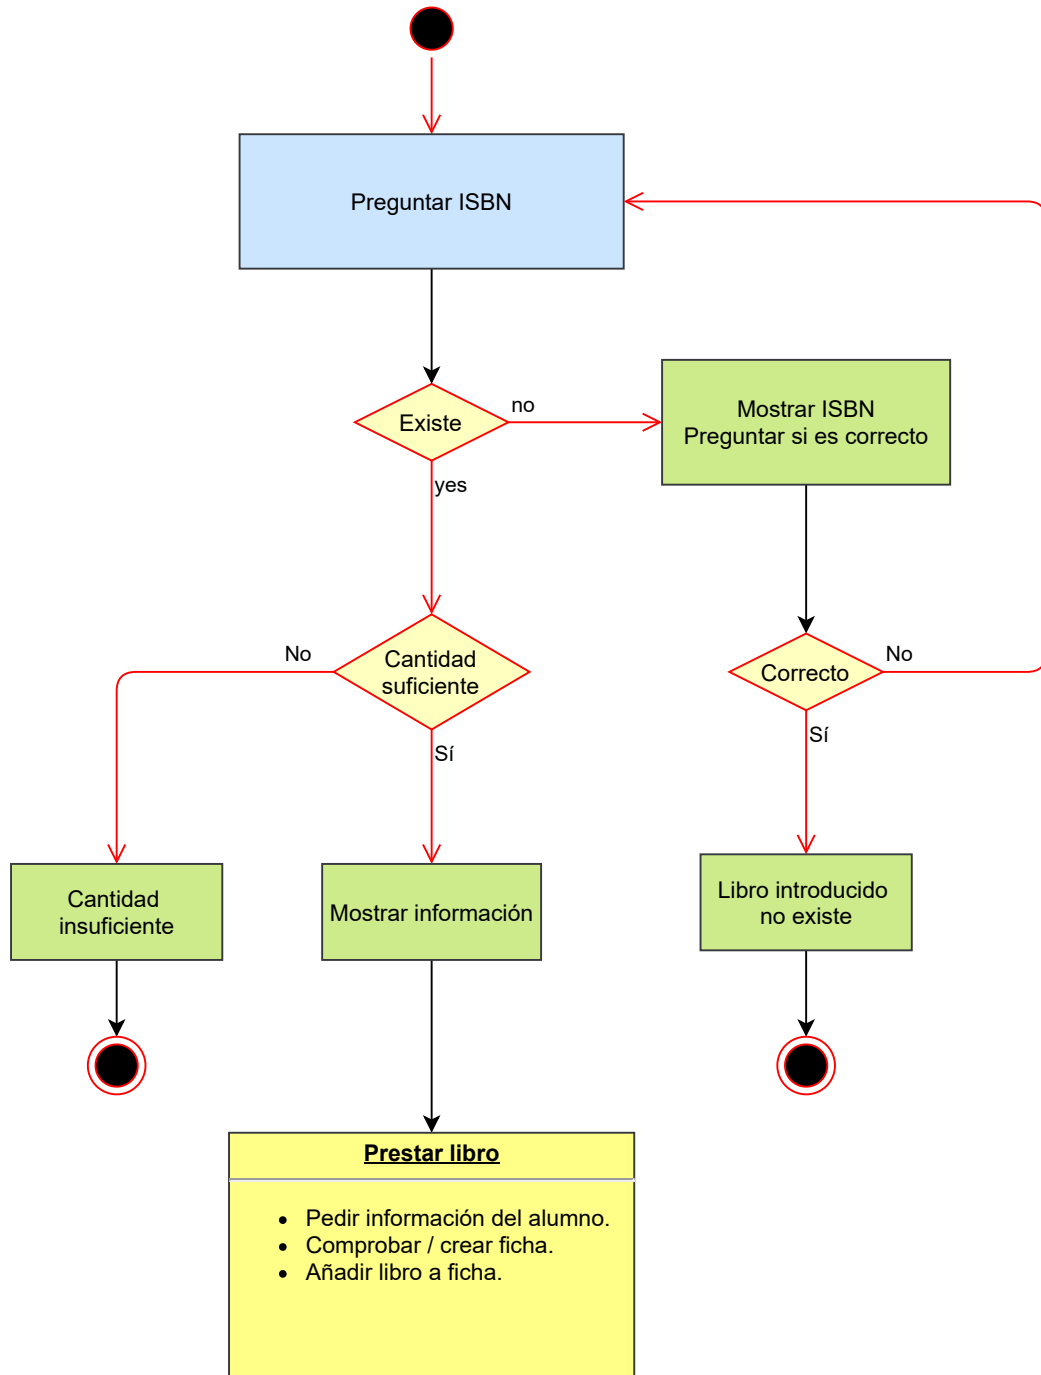 Preguntar ISBN
Existe
no
Mostrar ISBN
Preguntar si es correcto
yes
No
Cantidad
suficiente
Correcto
No
Sí
Sí
Cantidad
insuficiente
Mostrar información
Libro introducido
no existe
Prestar libro
• Pedir información del alumno.
• Comprobar / crear ficha.
• Añadir libro a ficha.